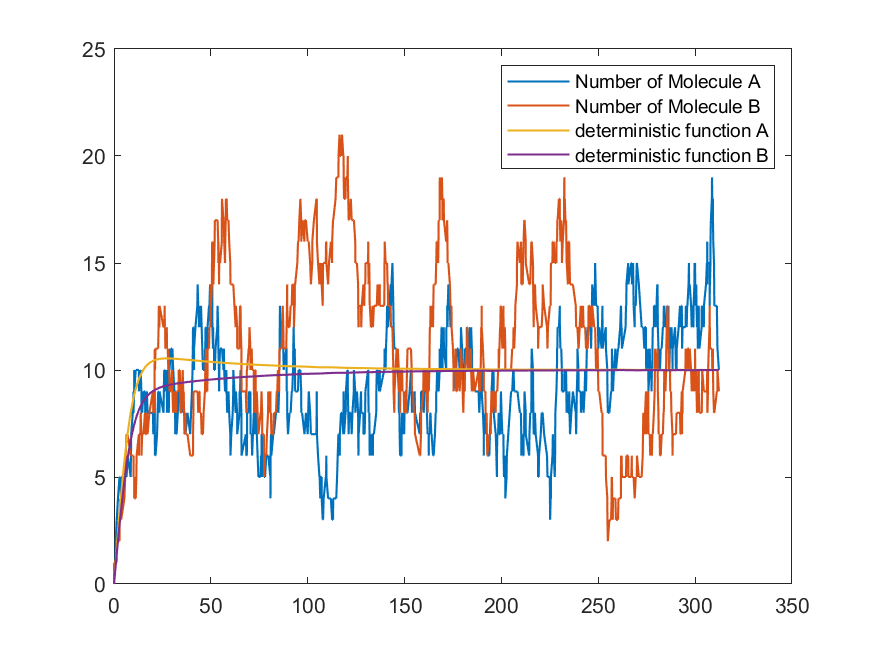 25
20
15
10
5
0
0 50 100 150 200 250 300 350
Number of Molecule A
Number of Molecule B
deterministic function A
deterministic function B